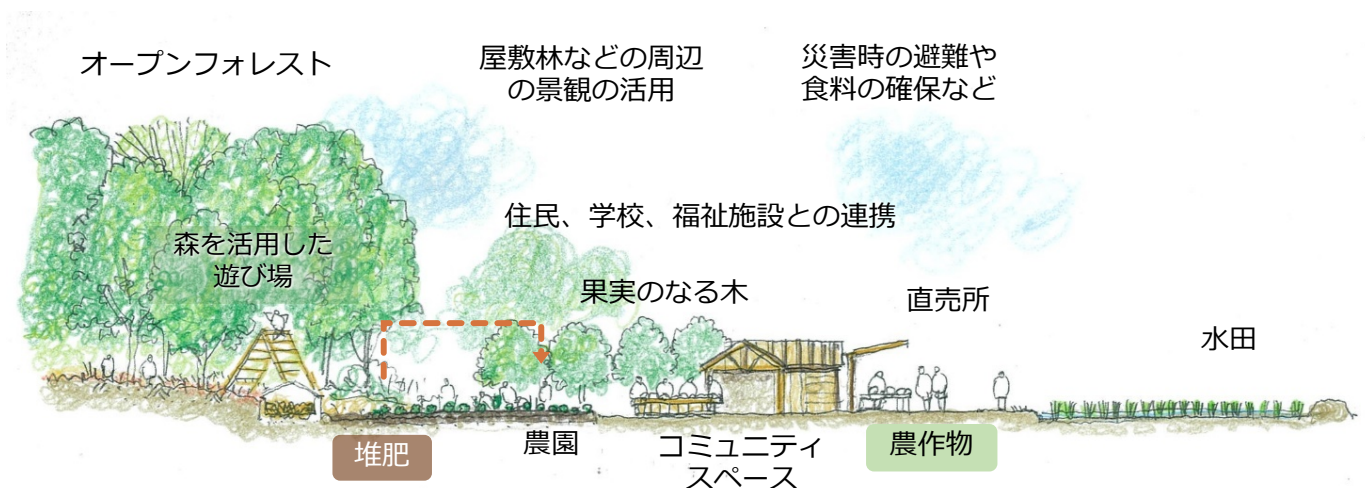 オープンフォレスト
屋敷林などの周辺
の景観の活用
災害時の避難や
食料の確保など
住民、学校、福祉施設との連携
森を活用した
遊び場
果実のなる木
直売所
水田
堆肥
農園
コミュニティ
スペース
農作物